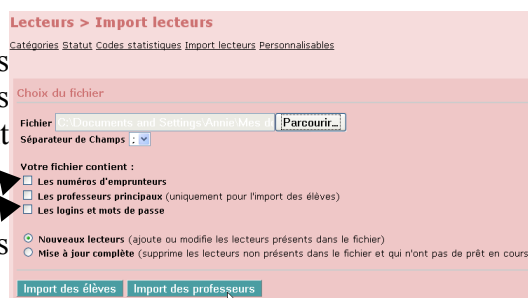 Lecteurs > Import lecteurs
Catégories Statut Codes statistiques Import lecteurs Personnalisables
s
s
Choix du fichier
t
Fichier C:\Documents and Settings\Annie\Mes d Parcourir...
Séparateur de Champs ;
Votre fichier contient :
Les numéros d'emprunteurs
Les professeurs principaux (uniquement pour l'import des élèves)
Les logins et mots de passe
s
Nouveaux lecteurs (ajoute ou modifie les lecteurs présents dans le fichier)
Mise à jour complète (supprime les lecteurs non présents dans le fichier et qui n'ont pas de prêt en cours
Import des élèves Import des professeurs